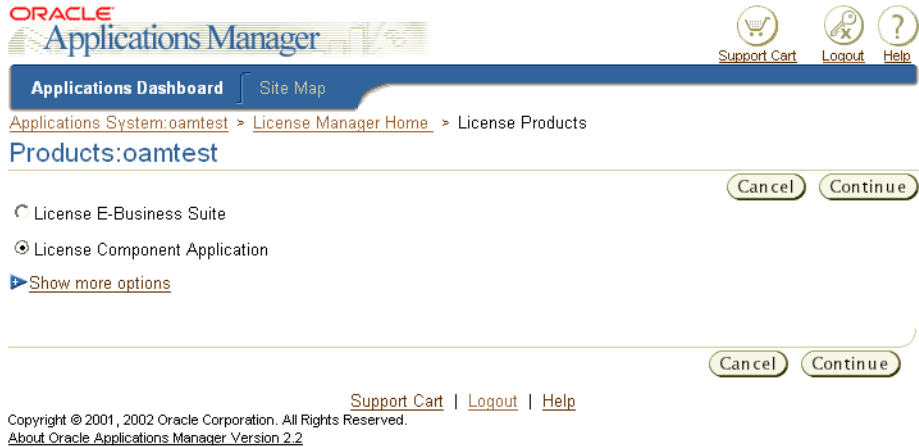 ORACLE
Applications Manager
Support Cart Logout Help
Applications Dashboard Site Map
Applications System:oamtest > License Manager Home > License Products
Products:oamtest
Cancel Continue
License E-Business Suite
License Component Application
Show more options
Cancel Continue
Support Cart | Logout | Help
Copyright © 2001, 2002 Oracle Corporation. All Rights Reserved.
About Oracle Applications Manager Version 2.2